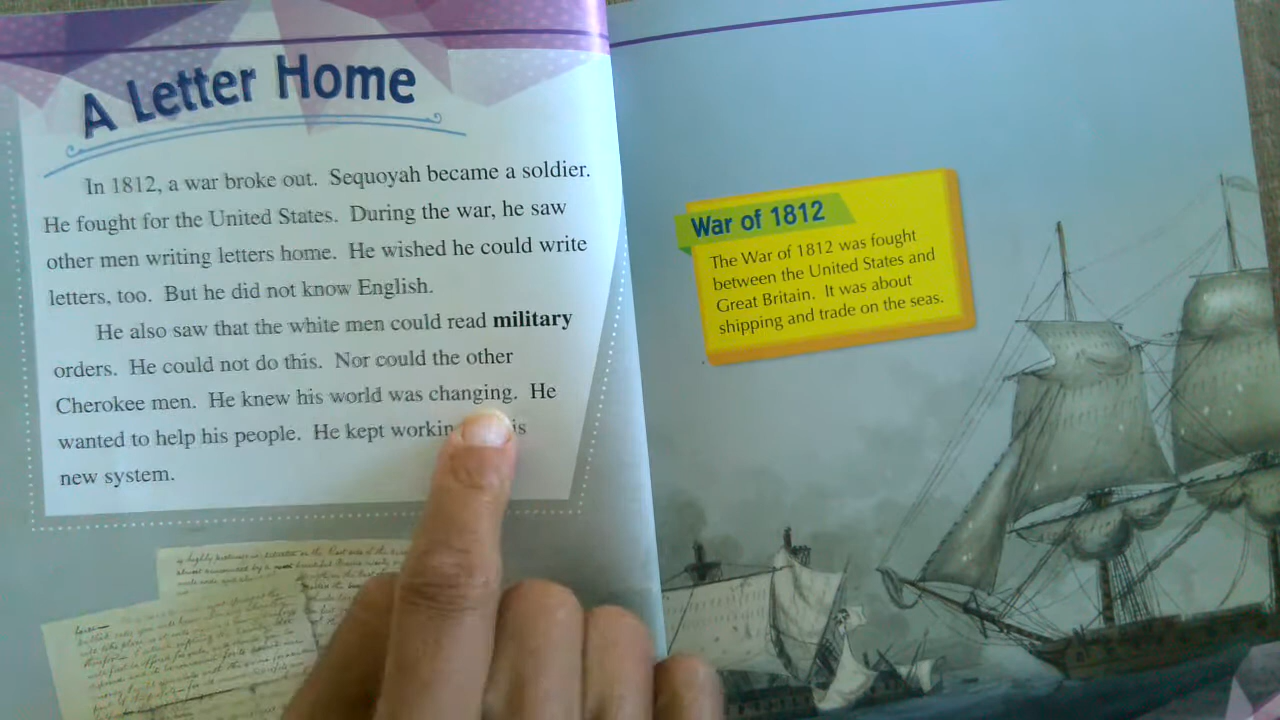 A Letter Home
In 1812, a war broke out. Sequoyah became a soldier.
He fought for the United States. During the war, he saw
other men writing letters home. He wished he could write
letters, too. But he did not know English.
He also saw that the white men could read military
orders. He could not do this. Nor could the other
Cherokee men. He knew his world was changing. He
wanted to help his people. He kept
new system.
War of 1812
The War of 1812 was fought
between the United States and
Great Britain. It was about
shipping and trade on the seas.